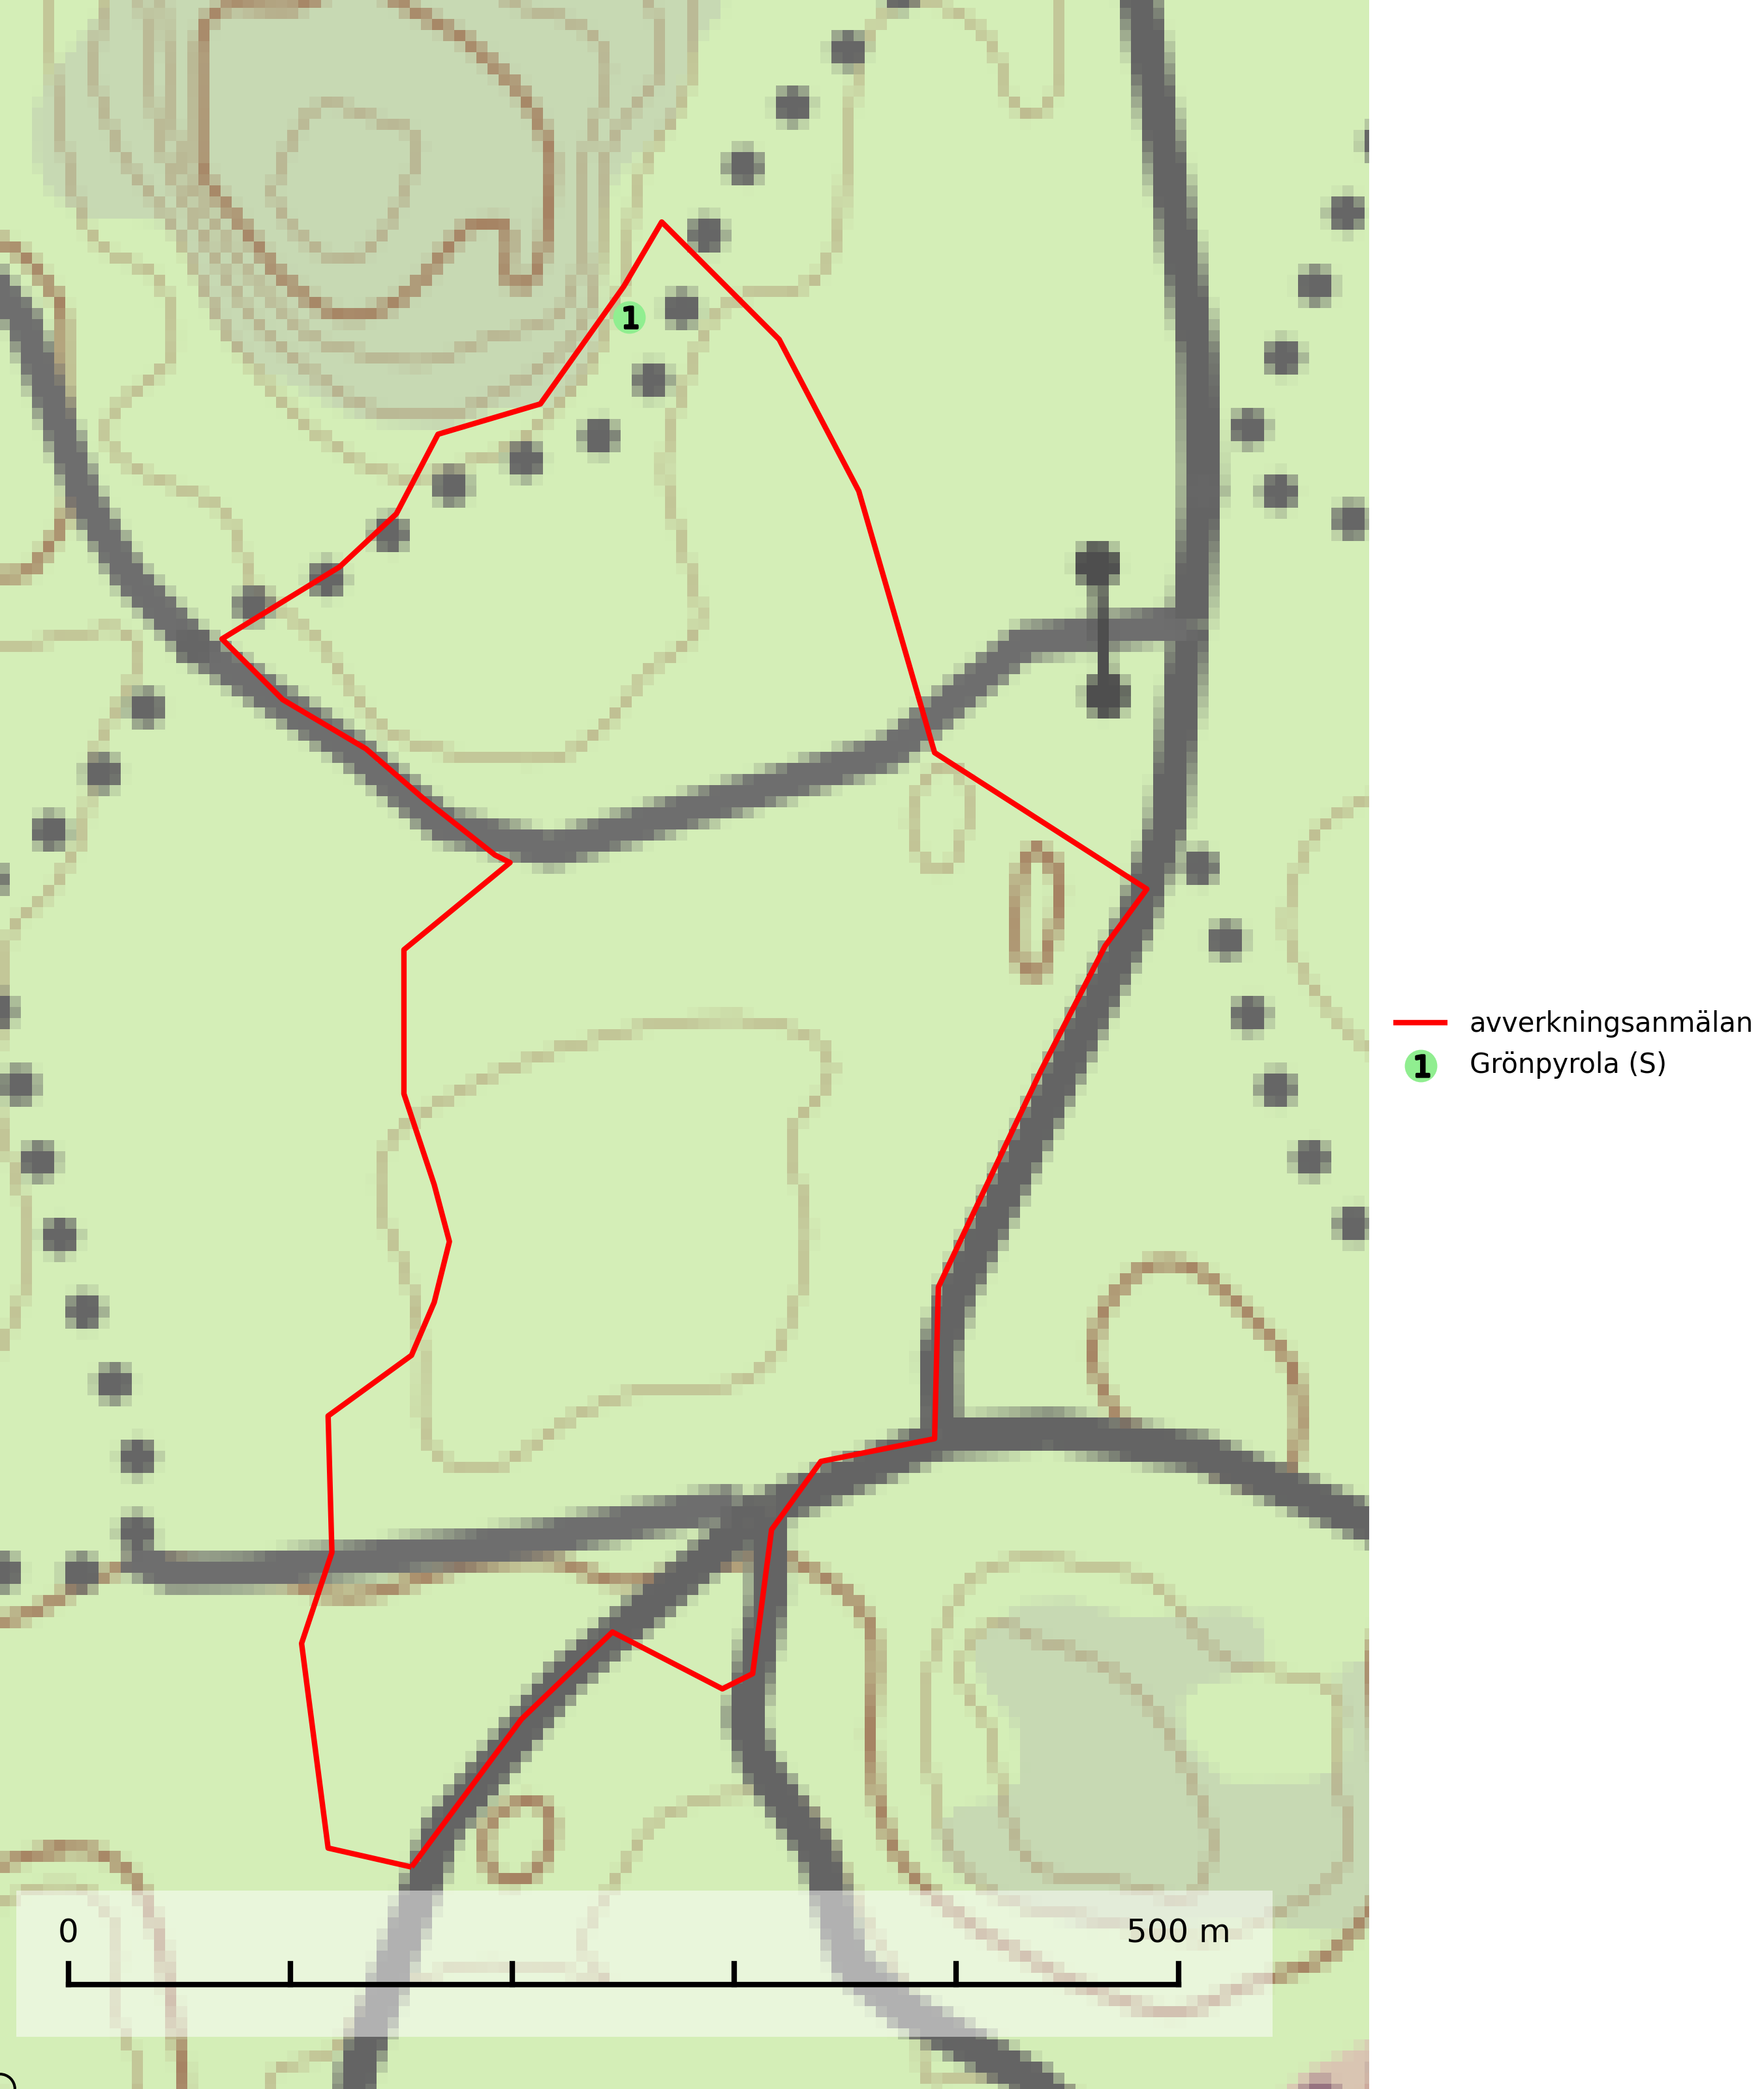 1
avverkningsanmälan
1 Grönpyrola (S)
0 500 m